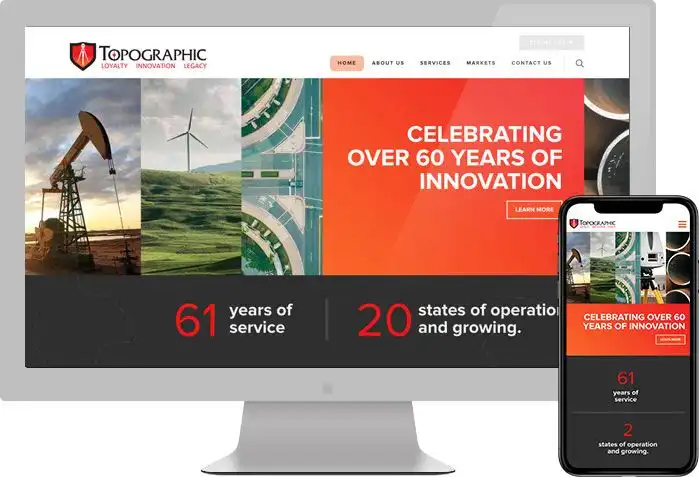 TOPOGRAPHIC
LOYALTY INNOVATION LEGACY
HOME ABOUT US SERVICES MARKETS CONTACT US
CELEBRATING
OVER 60 YEARS OF
INNOVATION
LEARN MORE
61 years of
service
20 states of operation
and growing.
TOPOGRAPHIC
CELEBRATING OVER 60
YEARS OF INNOVATION
LEARN MORE
61
years of
service
2
states of operation
and growing.